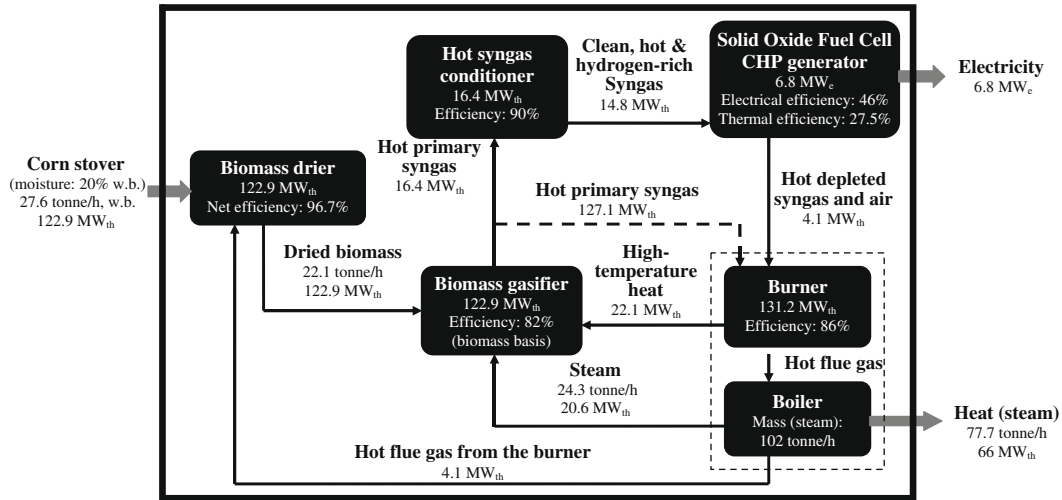 Corn stover
(moisture: 20% w.b.)
27.6 tonne/h, w.b.
122.9 MWth
Biomass drier
122.9 MWth
Net efficiency: 96.7%
Dried biomass
22.1 tonne/h
122.9 MWth
Hot syngas
conditioner
16.4 MWth
Efficiency: 90%
Hot primary
syngas
16.4 MWth
Clean, hot &
hydrogen-rich
Syngas
14.8 MWth
Solid Oxide Fuel Cell
CHP generator
6.8 MWe
Electrical efficiency: 46%
Thermal efficiency: 27.5%
Electricity
6.8 MWe
Hot primary syngas
127.1 MWth
Hot depleted
syngas and air
4.1 MWth
Biomass gasifier
122.9 MWth
Efficiency: 82%
(biomass basis)
High-
temperature
heat
22.1 MWth
Burner
131.2 MWth
Efficiency: 86%
Hot flue gas
Steam
24.3 tonne/h
20.6 MWth
Boiler
Mass (steam):
102 tonne/h
Heat (steam)
77.7 tonne/h
66 MWth
Hot flue gas from the burner
4.1 MWth